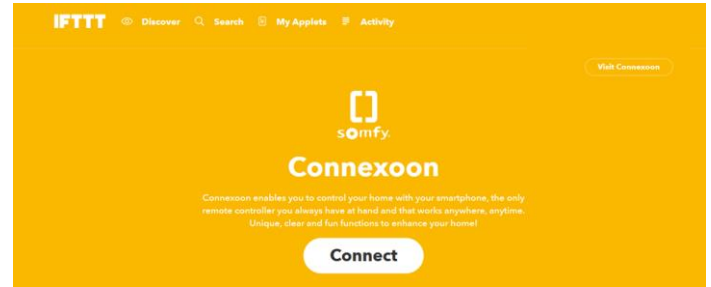 IFTTT Discover Search My Applets Activity
Visit Connexoon
somfy.
Connexoon
Connexoon enables you to control your home with your smartphone, the only
remote controller you always have at hand and that works anywhere, anytime.
Unique, clear and fun functions to enhance your home!
Connect